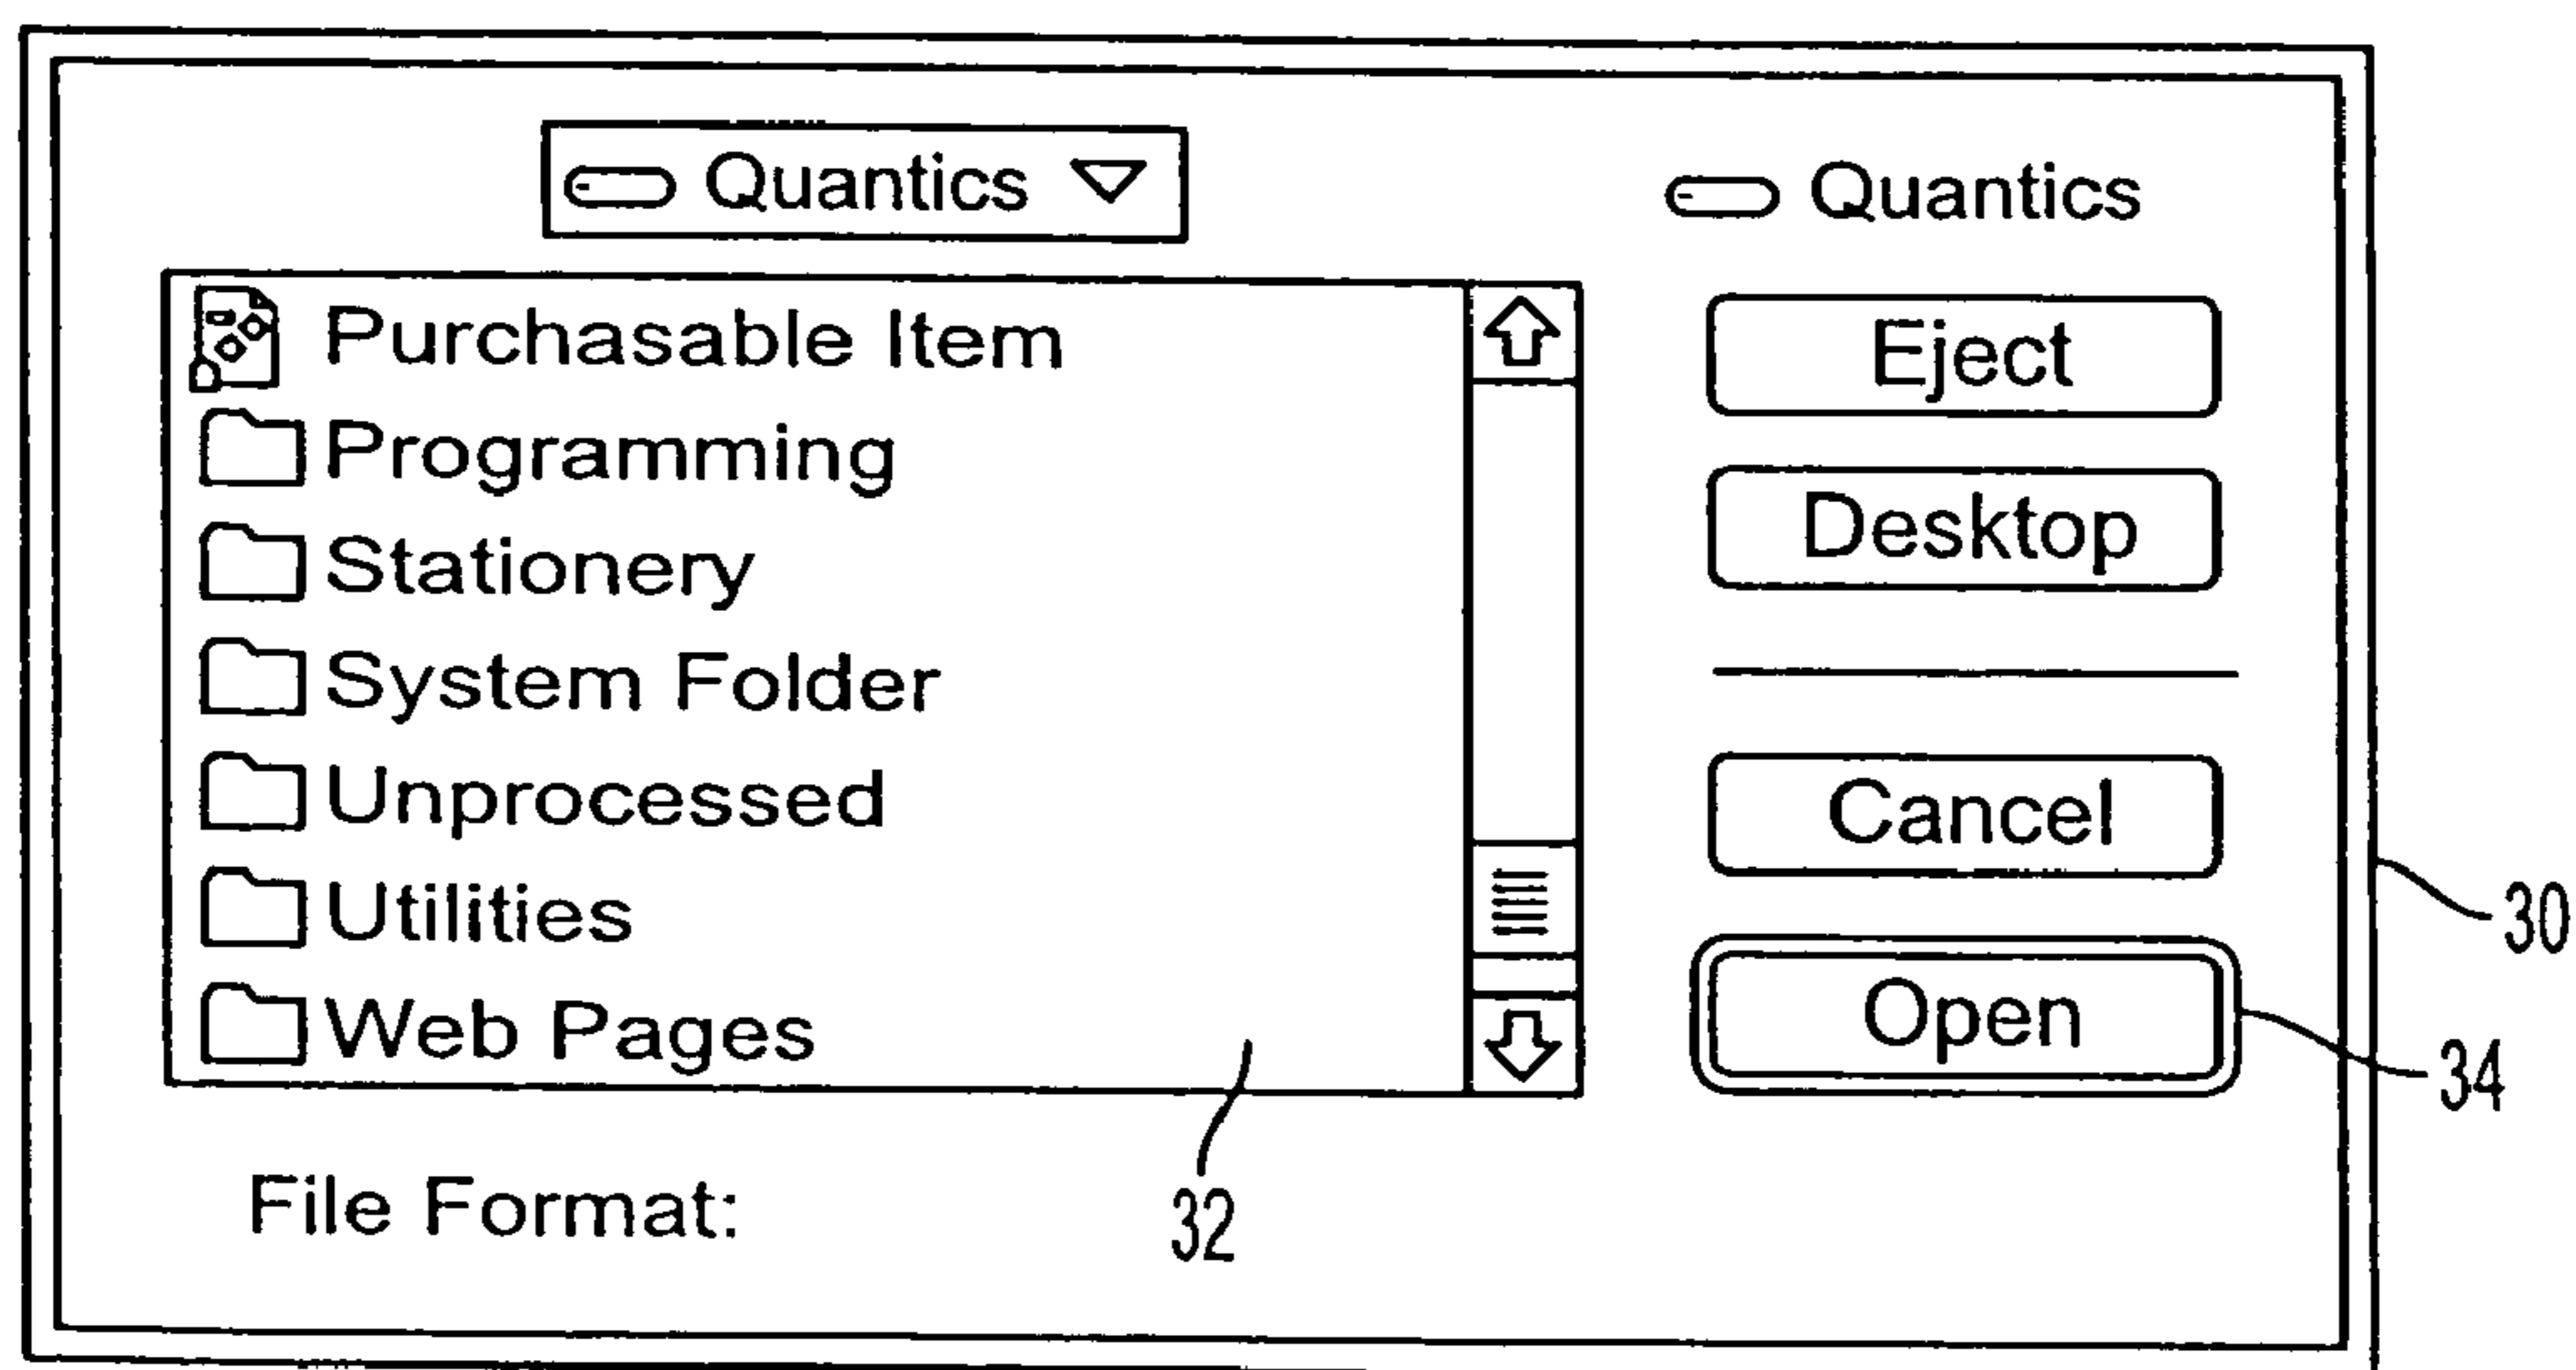 Quantics
Quantics
Purchasable Item
Programming
Stationery
System Folder
Unprocessed
Utilities
Web Pages
Eject
Desktop
Cancel
Open
30
34
32
File Format: